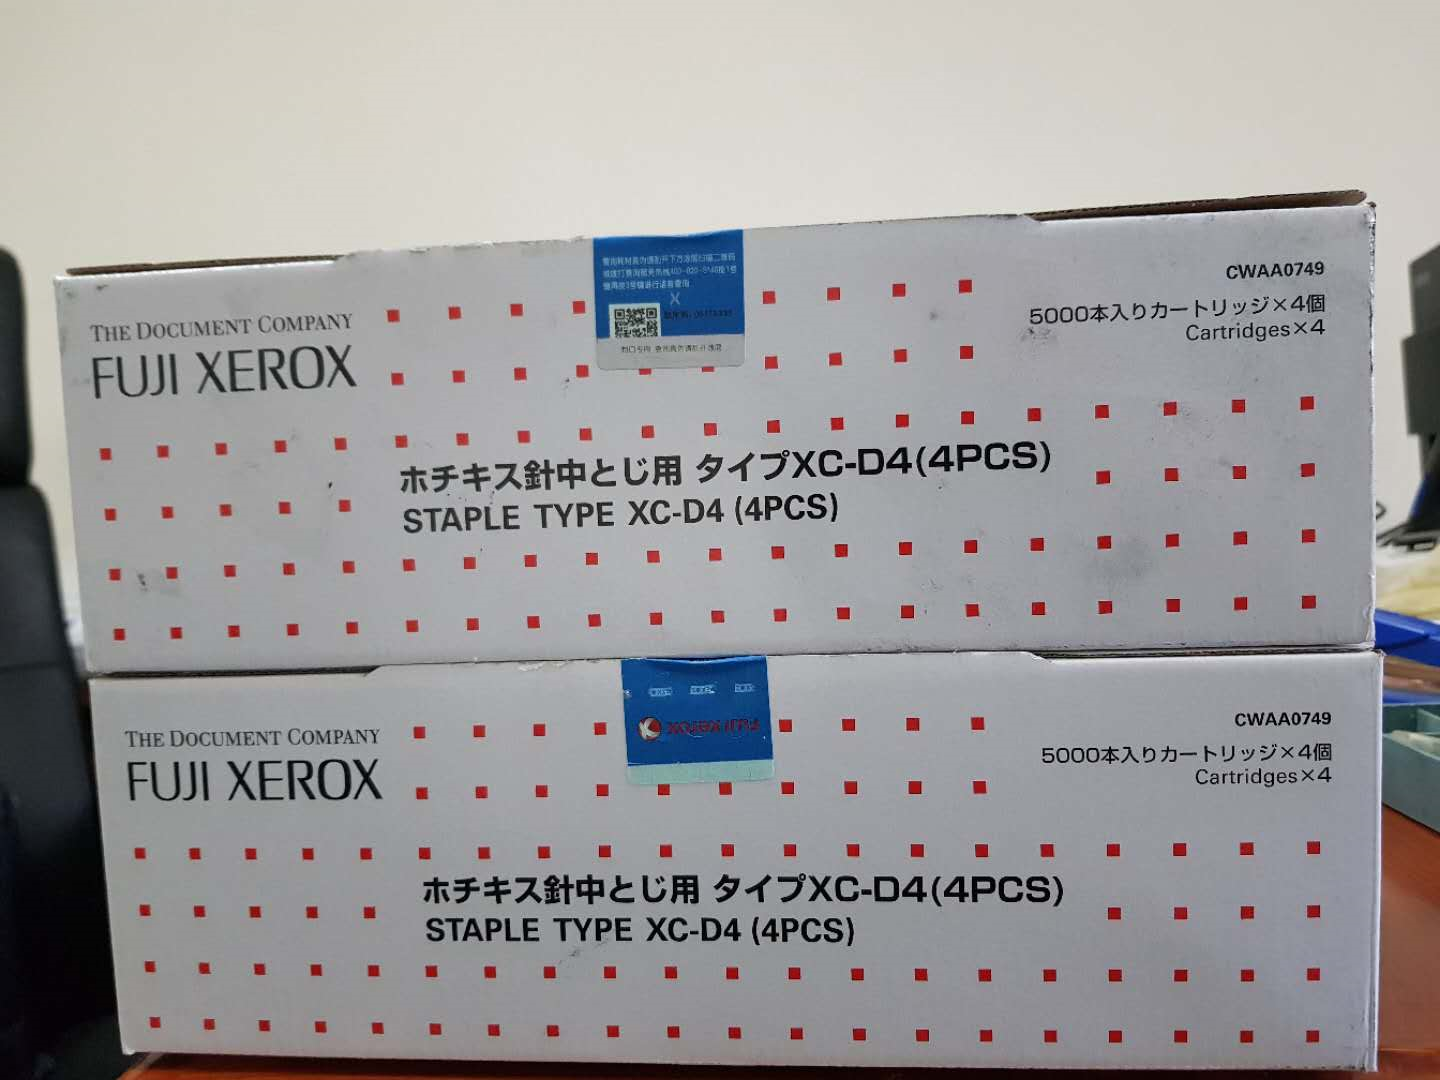 THE DOCUMENT COMPANY
FUJI XEROX
CWAA0749
5000本入りカートリッジ×4個
Cartridges×4
ホチキス針中とじ用 タイプXC-D4(4PCS)
STAPLE TYPE XC-D4 (4PCS)
THE DOCUMENT COMPANY
FUJI XEROX
FUJI XEROX
CWAA0749
5000本入りカートリッジ×4個
Cartridges×4
ホチキス針中とじ用 タイプXC-D4(4PCS)
STAPLE TYPE XC-D4 (4PCS)